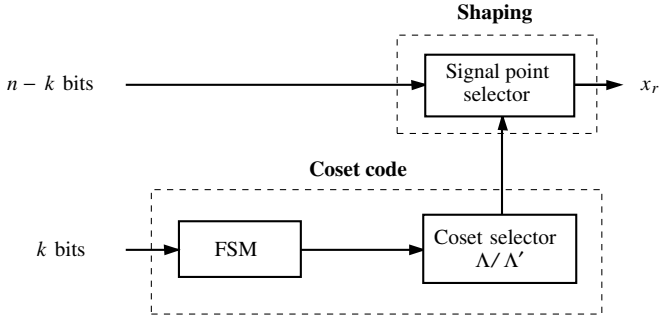 Shaping
n − k bits
Signal point
selector
x_r
Coset code
k bits
FSM
Coset selector
Λ/Λ′